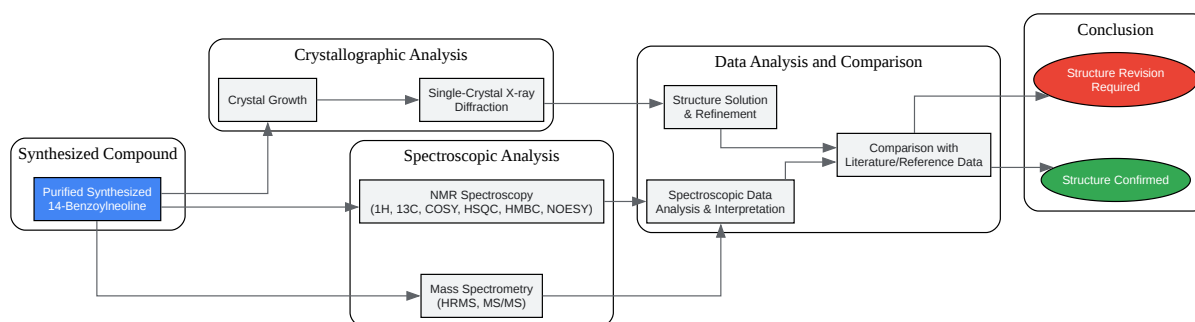 Synthesized Compound
Purified Synthesized
14-Benzoylneoline
Crystallographic Analysis
Crystal Growth
Single-Crystal X-ray
Diffraction
Spectroscopic Analysis
NMR Spectroscopy
(1H, 13C, COSY, HSQC, HMBC, NOESY)
Mass Spectrometry
(HRMS, MS/MS)
Data Analysis and Comparison
Structure Solution
& Refinement
Spectroscopic Data
Analysis & Interpretation
Comparison with
Literature/Reference Data
Conclusion
Structure Revision
Required
Structure Confirmed